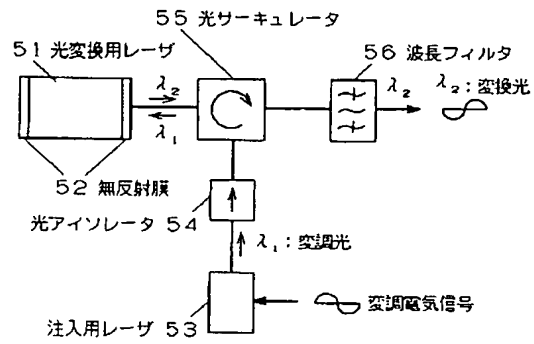 55 光サーキュレータ
51 光変換用レーザ
56 波長フィルタ
λ₂
λ₁
λ₂
λ₂：変換光
52 無反射膜
光アイソレータ 54
λ₁：変調光
変調電気信号
注入用レーザ 53